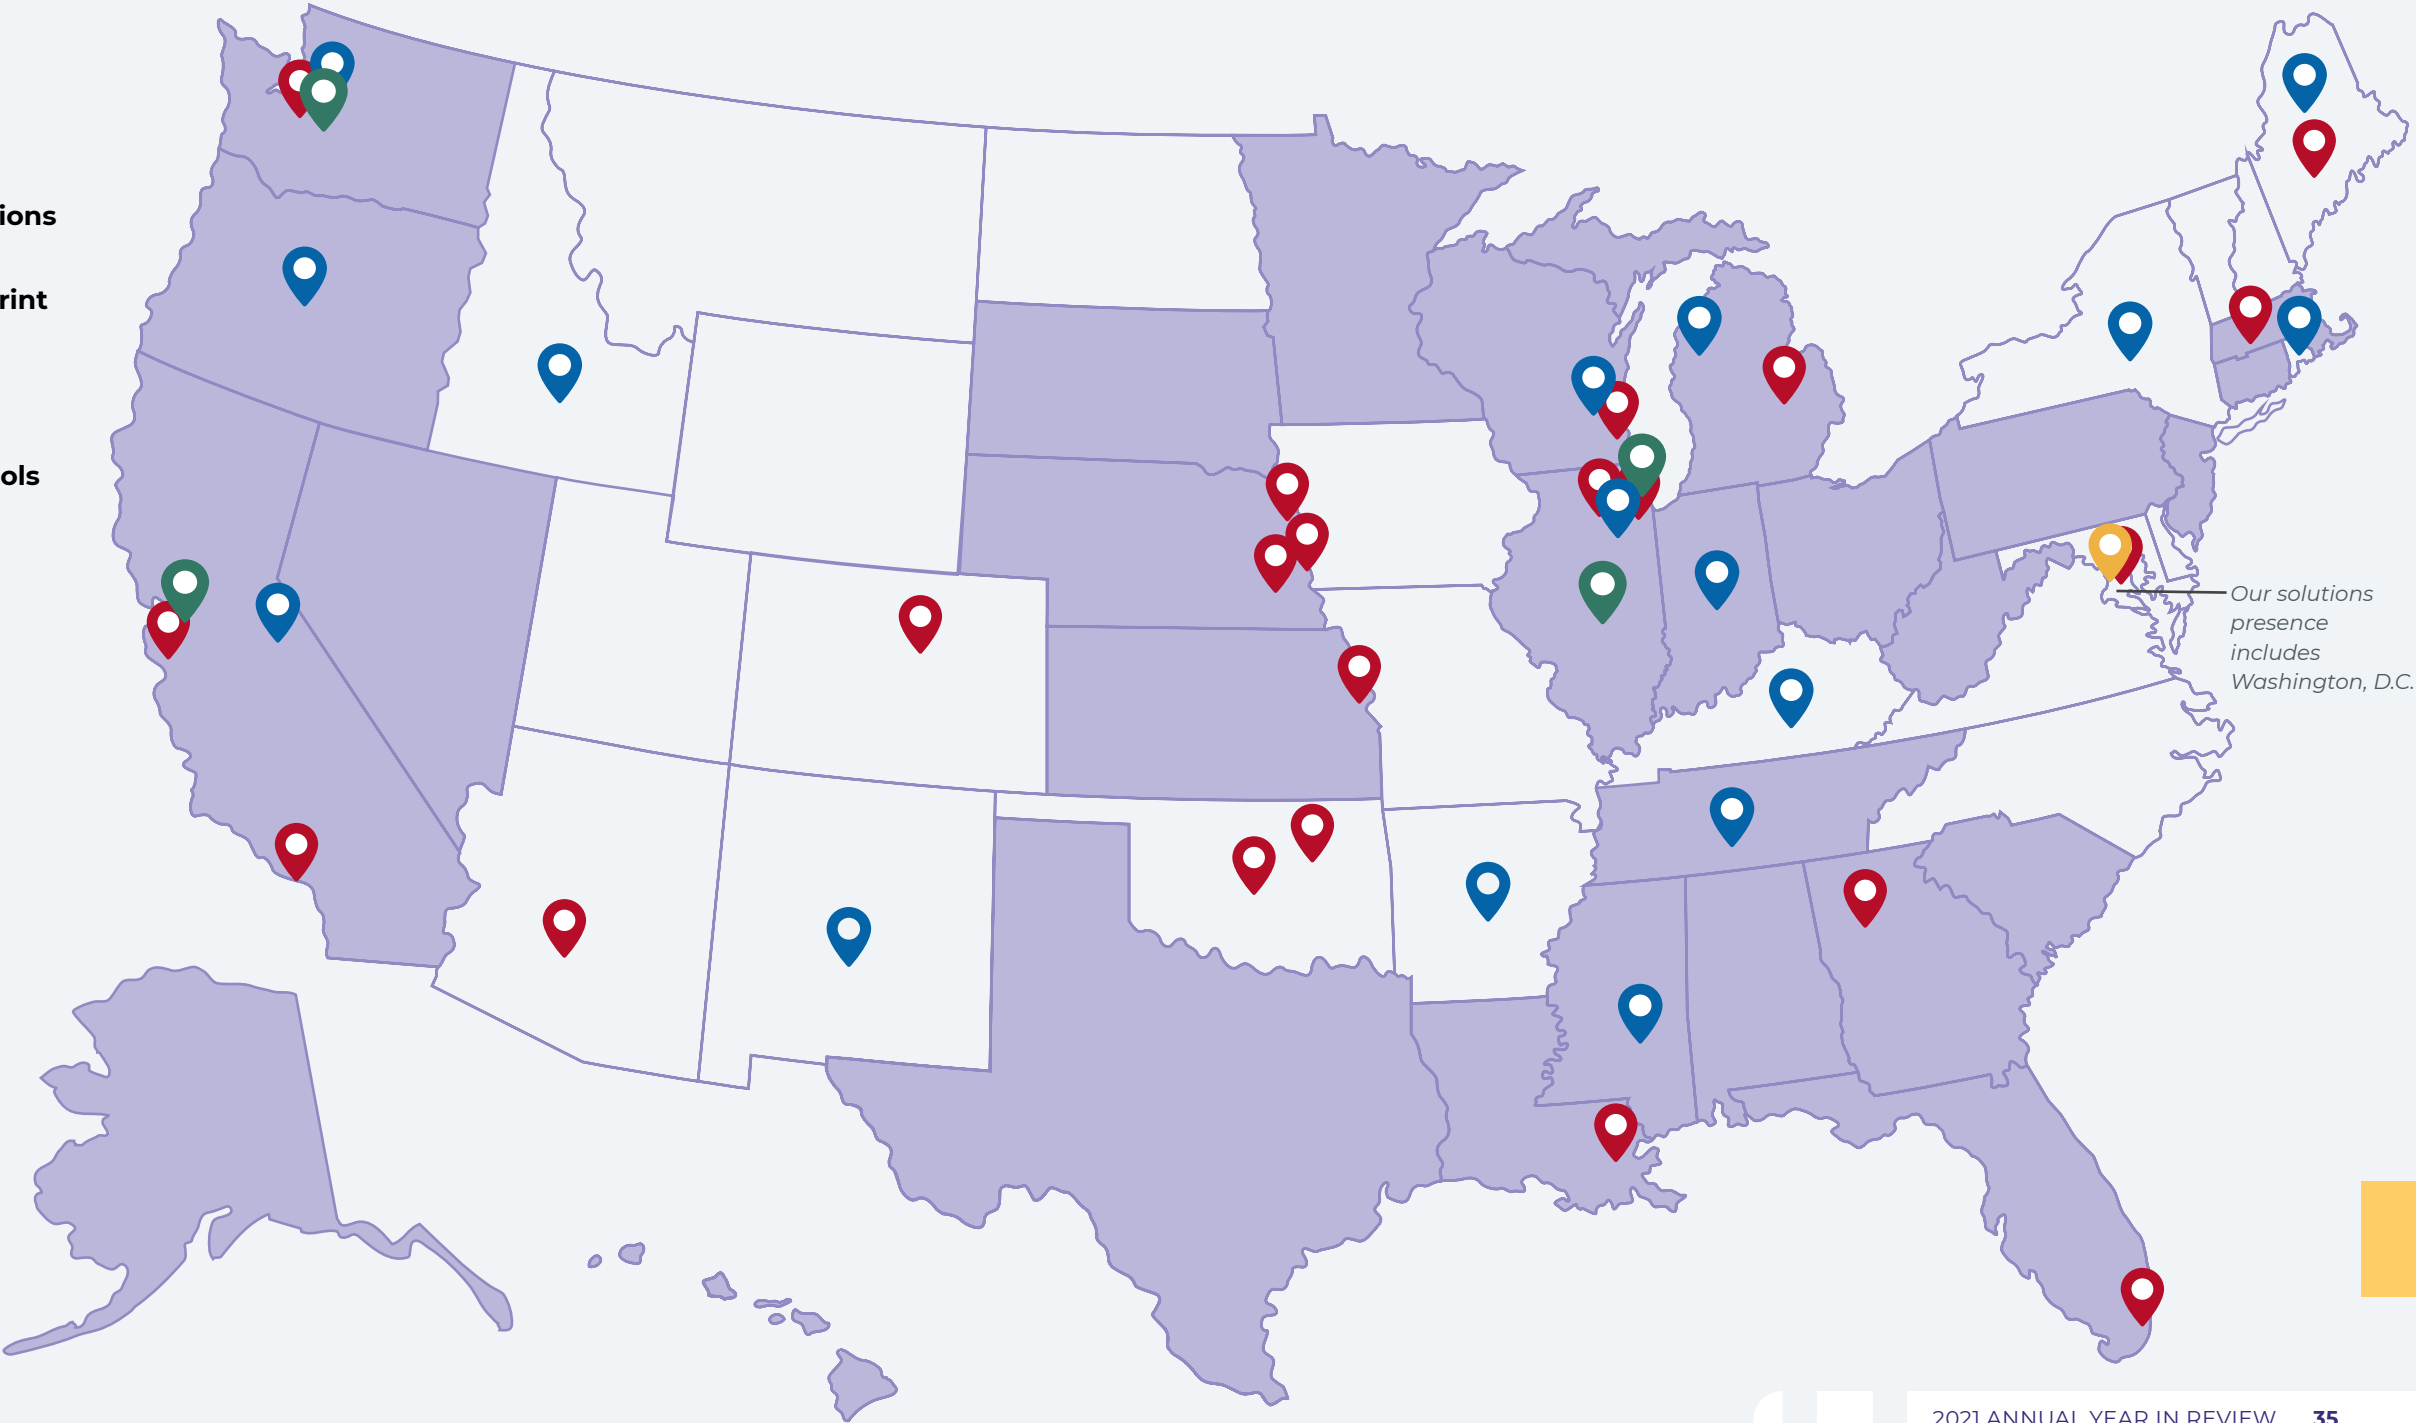 ions
rint
ols
Our solutions
presence
includes
Washington, D.C.
2021 ANNUAL YEAR IN REVIEW 35